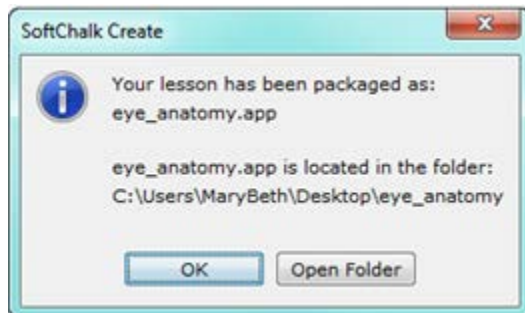 SoftChalk Create
Your lesson has been packaged as:
eye_anatomy.app
eye_anatomy.app is located in the folder:
C:\Users\MaryBeth\Desktop\eye_anatomy
OK
Open Folder